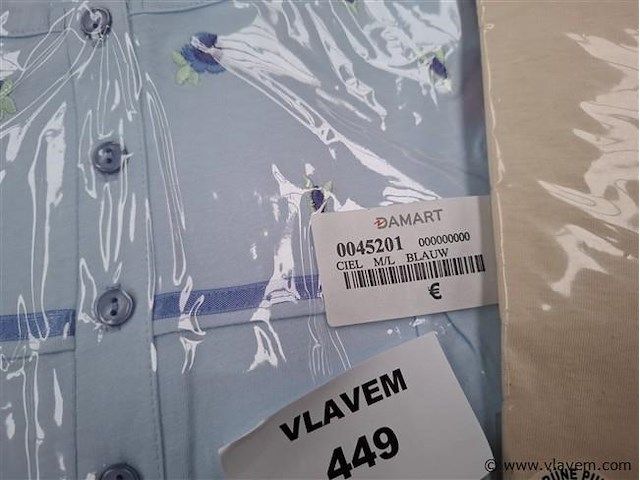 DAMART
0045201 000000000
CIEL M/L BLAUW
€
VLAVEM
449
© www.vlavem.com